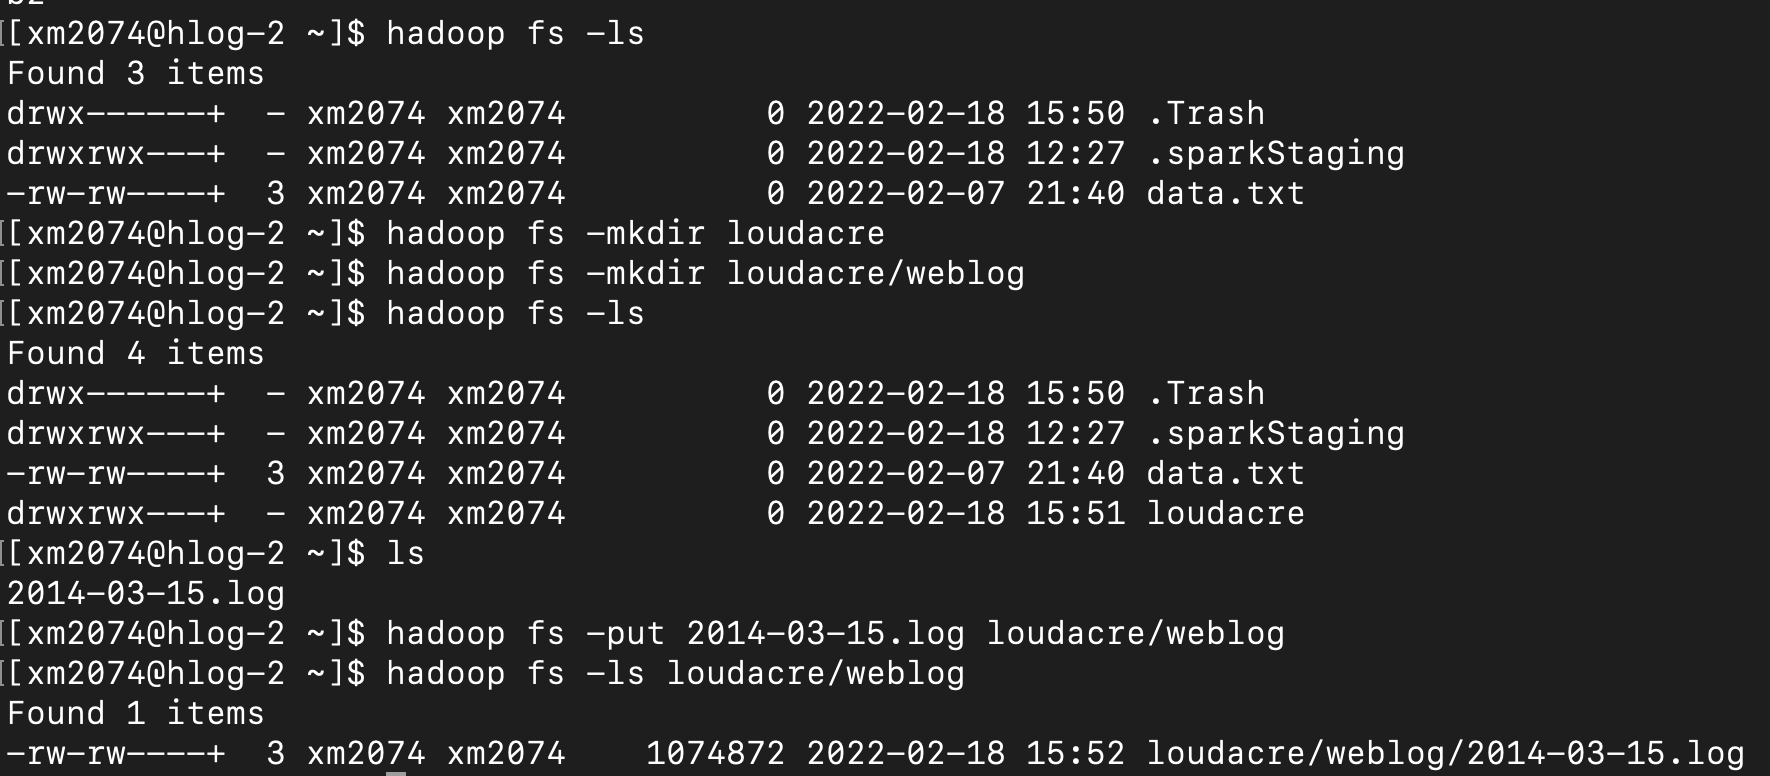 [xm2074@hlog-2 ~]$ hadoop fs -ls
Found 3 items
drwx------+  - xm2074 xm2074          0 2022-02-18 15:50 .Trash
drwxrwx---+  - xm2074 xm2074          0 2022-02-18 12:27 .sparkStaging
-rw-rw----+  3 xm2074 xm2074          0 2022-02-07 21:40 data.txt
[xm2074@hlog-2 ~]$ hadoop fs -mkdir loudacre
[xm2074@hlog-2 ~]$ hadoop fs -mkdir loudacre/weblog
[xm2074@hlog-2 ~]$ hadoop fs -ls
Found 4 items
drwx------+  - xm2074 xm2074          0 2022-02-18 15:50 .Trash
drwxrwx---+  - xm2074 xm2074          0 2022-02-18 12:27 .sparkStaging
-rw-rw----+  3 xm2074 xm2074          0 2022-02-07 21:40 data.txt
drwxrwx---+  - xm2074 xm2074          0 2022-02-18 15:51 loudacre
[xm2074@hlog-2 ~]$ ls
2014-03-15.log
[xm2074@hlog-2 ~]$ hadoop fs -put 2014-03-15.log loudacre/weblog
[xm2074@hlog-2 ~]$ hadoop fs -ls loudacre/weblog
Found 1 items
-rw-rw----+  3 xm2074 xm2074    1074872 2022-02-18 15:52 loudacre/weblog/2014-03-15.log